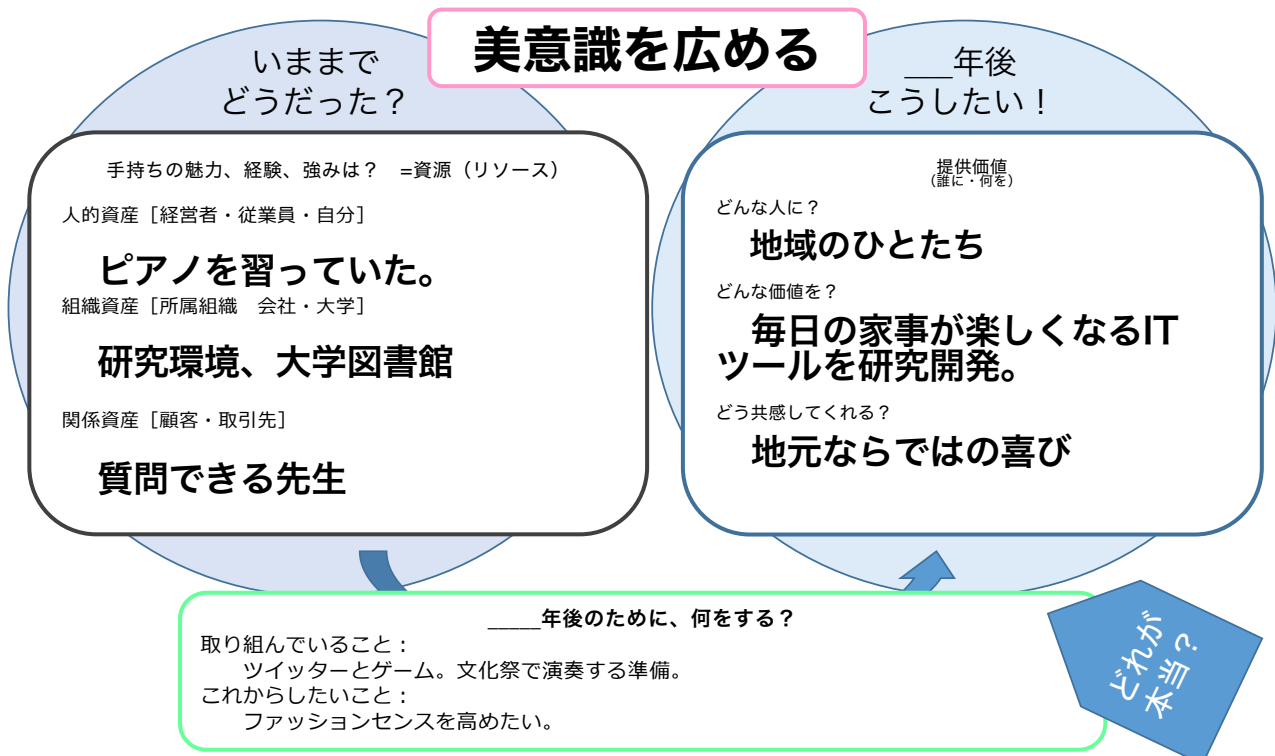 美意識を広める
いままで
どうだった？
手持ちの魅力、経験、強みは？　=資源（リソース）
人的資産［経営者・従業員・自分］
ピアノを習っていた。
組織資産［所属組織　会社・大学］
研究環境、大学図書館
関係資産［顧客・取引先］
質問できる先生
___年後
こうしたい！
提供価値
（誰に・何を）
どんな人に？
地域のひとたち
どんな価値を？
毎日の家事が楽しくなるIT
ツールを研究開発。
どう共感してくれる？
地元ならではの喜び
_____年後のために、何をする？
取り組んでいること：
ツイッターとゲーム。文化祭で演奏する準備。
これからしたいこと：
ファッションセンスを高めたい。
どれが
本当？